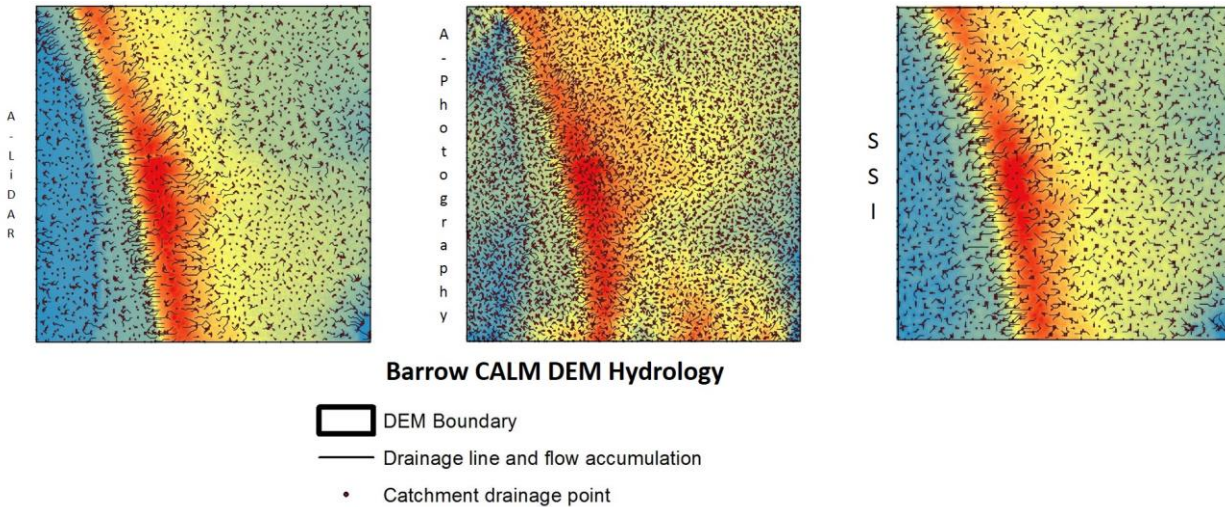 A-LiDAR
A-Photography
SSI
Barrow CALM DEM Hydrology
DEM Boundary
Drainage line and flow accumulation
Catchment drainage point